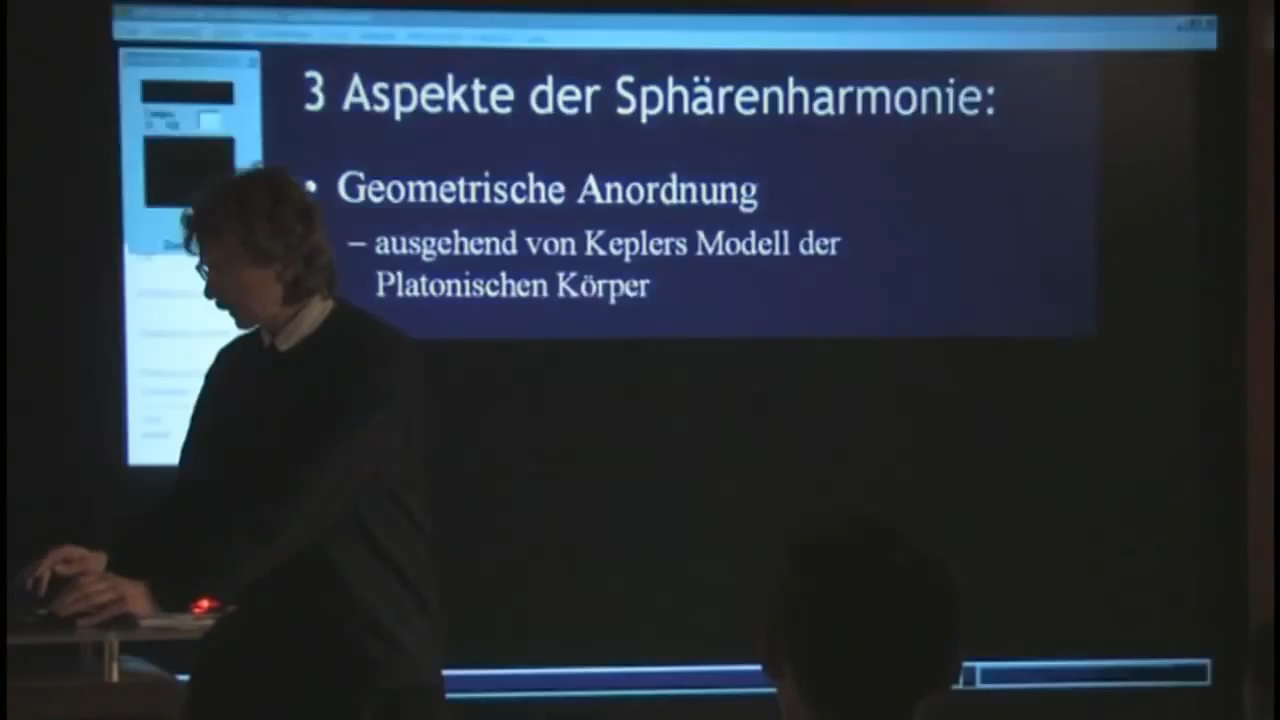 3 Aspekte der Sphärenharmonie:
• Geometrische Anordnung
– ausgehend von Keplers Modell der
Platonischen Körper